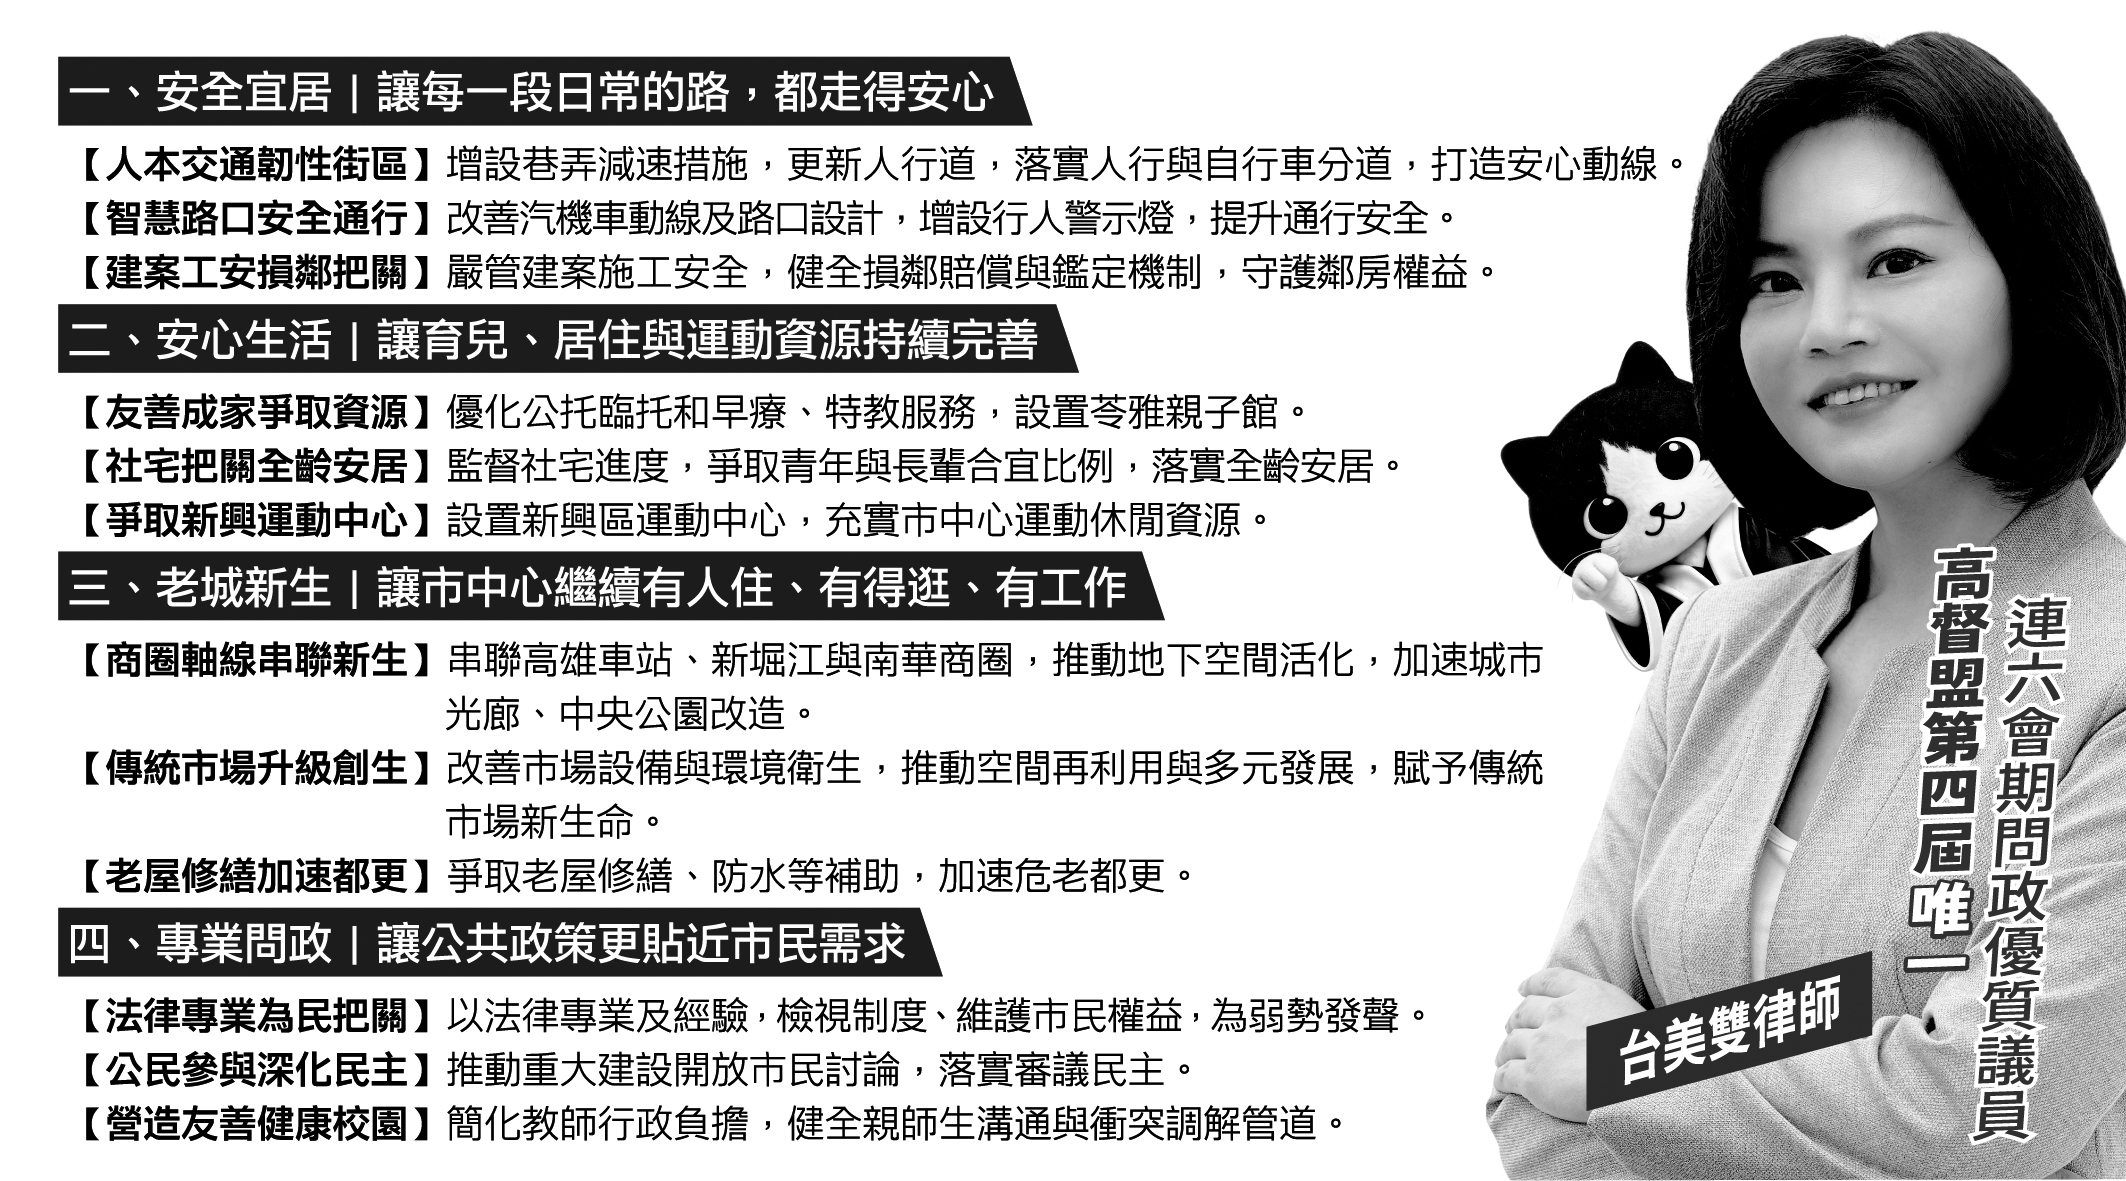 一、安全宜居｜讓每一段日常的路，都走得安心
【人本交通韌性街區】增設巷弄減速措施，更新人行道，落實人行與自行車分道，打造安心動線。
【智慧路口安全通行】改善汽機車動線及路口設計，增設行人警示燈，提升通行安全。
【建案工安損鄰把關】嚴管建案施工安全，健全損鄰賠償與鑑定機制，守護鄰房權益。
二、安心生活｜讓育兒、居住與運動資源持續完善
【友善成家爭取資源】優化公托臨托和早療、特教服務，設置苓雅親子館。
【社宅把關全齡安居】監督社宅進度，爭取青年與長輩合宜比例，落實全齡安居。
【爭取新興運動中心】設置新興區運動中心，充實市中心運動休閒資源。
三、老城新生｜讓市中心繼續有人住、有得逛、有工作
【商圈軸線串聯新生】串聯高雄車站、新堀江與南華商圈，推動地下空間活化，加速城市
光廊、中央公園改造。
【傳統市場升級創生】改善市場設備與環境衛生，推動空間再利用與多元發展，賦予傳統
市場新生命。
【老屋修繕加速都更】爭取老屋修繕、防水等補助，加速危老都更。
四、專業問政｜讓公共政策更貼近市民需求
【法律專業為民把關】以法律專業及經驗，檢視制度、維護市民權益，為弱勢發聲。
【公民參與深化民主】推動重大建設開放市民討論，落實審議民主。
【營造友善健康校園】簡化教師行政負擔，健全親師生溝通與衝突調解管道。
連六會期問政優質議員
高督盟第四屆唯一
台美雙律師